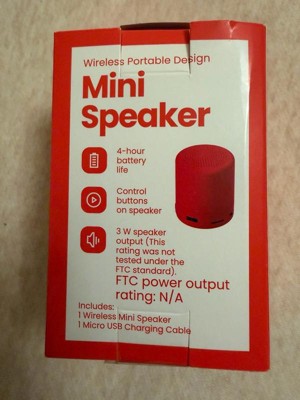 Wireless Portable Design
Mini
Speaker
4-hour
battery
life
Control
buttons
on speaker
3 W speaker
output (This
rating was not
tested under the
FTC standard).
FTC power output
rating: N/A
Includes:
1 Wireless Mini Speaker
1 Micro USB Charging Cable